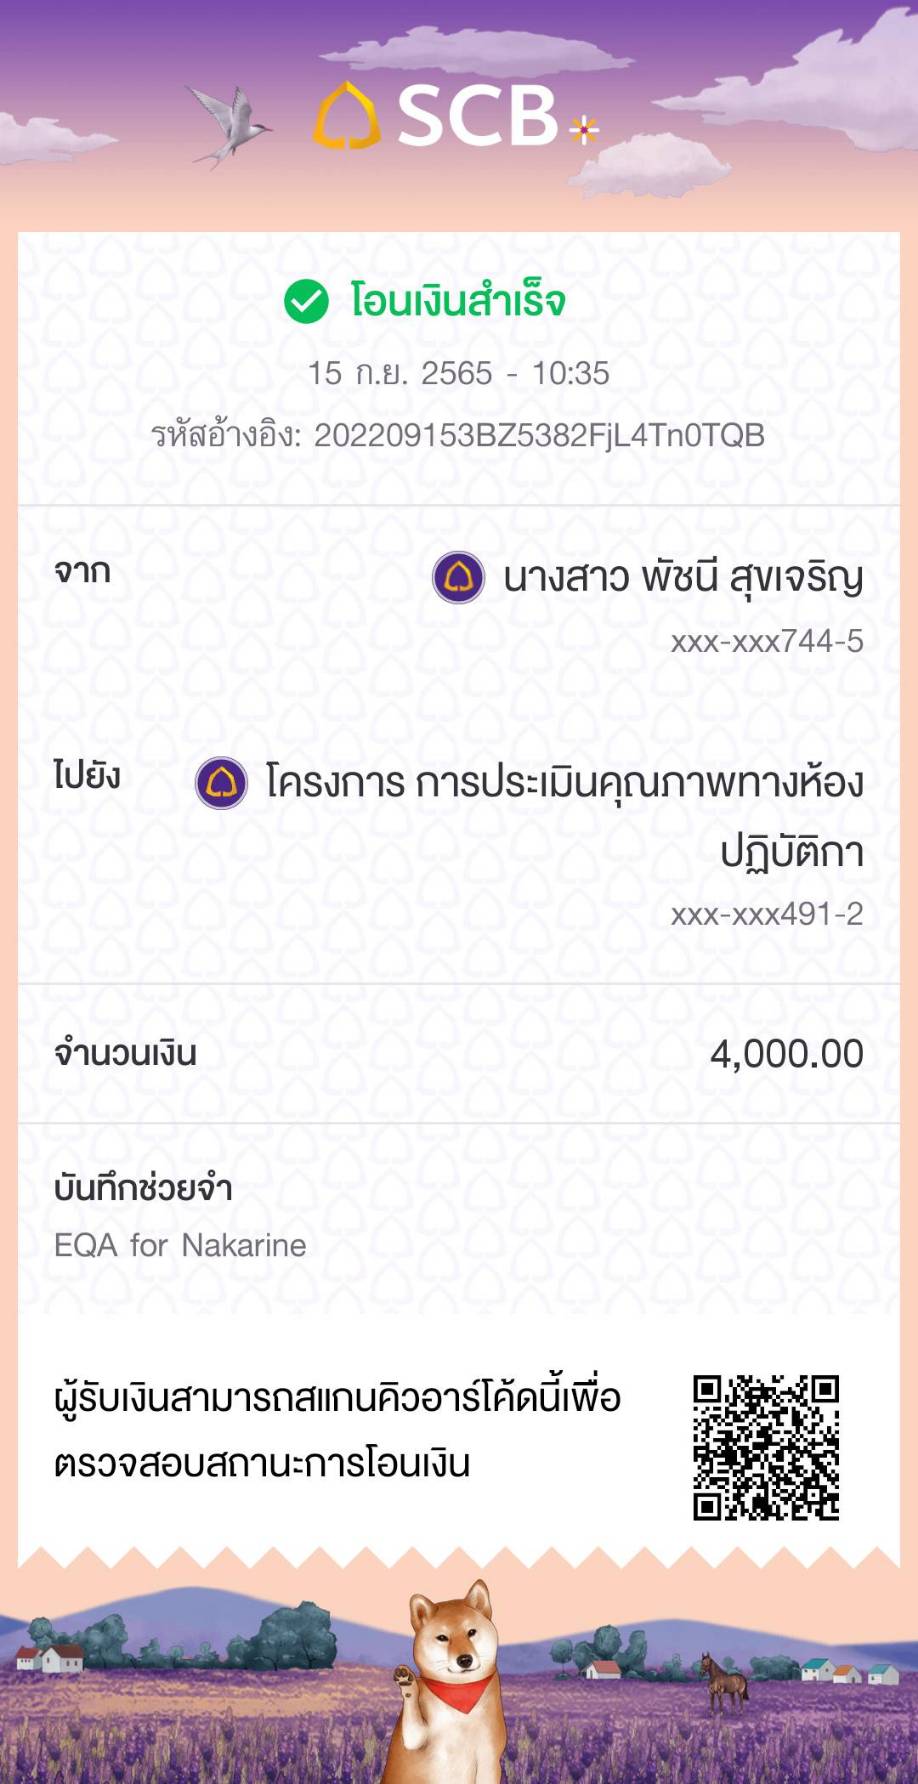 SCB
โอนเงินสำเร็จ
15 ก.ย. 2565 - 10:35
รหัสอ้างอิง: 202209153BZ5382FjL4Tn0TQB
จาก
นางสาว พัชนี สุขเจริญ
xxx-xxx744-5
ไปยัง
โครงการ การประเมินคุณภาพทางห้อง
ปฏิบัติกา
xxx-xxx491-2
จำนวนเงิน
4,000.00
บันทึกช่วยจำ
EQA for Nakarine
ผู้รับเงินสามารถสแกนคิวอาร์โค้ดนี้เพื่อ
ตรวจสอบสถานะการโอนเงิน